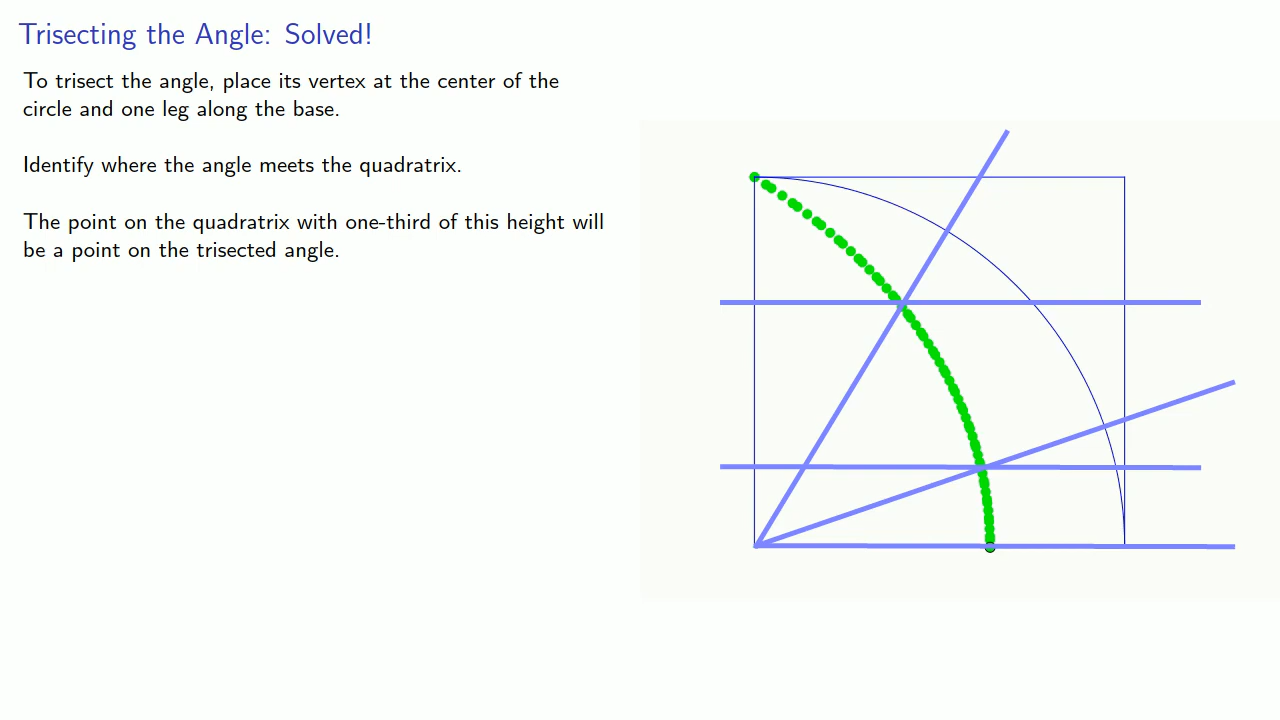 Trisecting the Angle: Solved!
To trisect the angle, place its vertex at the center of the
circle and one leg along the base.
Identify where the angle meets the quadratrix.
The point on the quadratrix with one-third of this height will
be a point on the trisected angle.